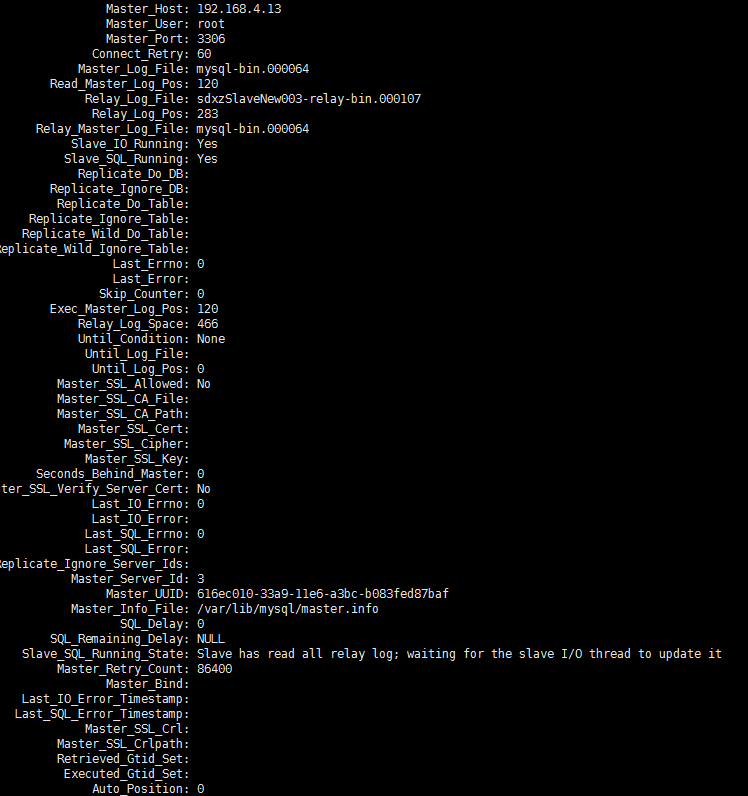 Master_Host: 192.168.4.13
Master_User: root
Master_Port: 3306
Connect_Retry: 60
Master_Log_File: mysql-bin.000064
Read_Master_Log_Pos: 120
Relay_Log_File: sdxzSlaveNew003-relay-bin.000107
Relay_Log_Pos: 283
Relay_Master_Log_File: mysql-bin.000064
Slave_IO_Running: Yes
Slave_SQL_Running: Yes
Replicate_Do_DB:
Replicate_Ignore_DB:
Replicate_Do_Table:
Replicate_Ignore_Table:
Replicate_Wild_Do_Table:
eplicate_Wild_Ignore_Table:
Last_Errno: 0
Last_Error:
Skip_Counter: 0
Exec_Master_Log_Pos: 120
Relay_Log_Space: 466
Until_Condition: None
Until_Log_File:
Until_Log_Pos: 0
Master_SSL_Allowed: No
Master_SSL_CA_File:
Master_SSL_CA_Path:
Master_SSL_Cert:
Master_SSL_Cipher:
Master_SSL_Key:
Seconds_Behind_Master: 0
ter_SSL_Verify_Server_Cert: No
Last_IO_Errno: 0
Last_IO_Error:
Last_SQL_Errno: 0
Last_SQL_Error:
eplicate_Ignore_Server_Ids:
Master_Server_Id: 3
Master_UUID: 616ec010-33a9-11e6-a3bc-b083fed87baf
Master_Info_File: /var/lib/mysql/master.info
SQL_Delay: 0
SQL_Remaining_Delay: NULL
Slave_SQL_Running_State: Slave has read all relay log; waiting for the slave I/O thread to update it
Master_Retry_Count: 86400
Master_Bind:
Last_IO_Error_Timestamp:
Last_SQL_Error_Timestamp:
Master_SSL_Crl:
Master_SSL_Crlpath:
Retrieved_Gtid_Set:
Executed_Gtid_Set:
Auto_Position: 0